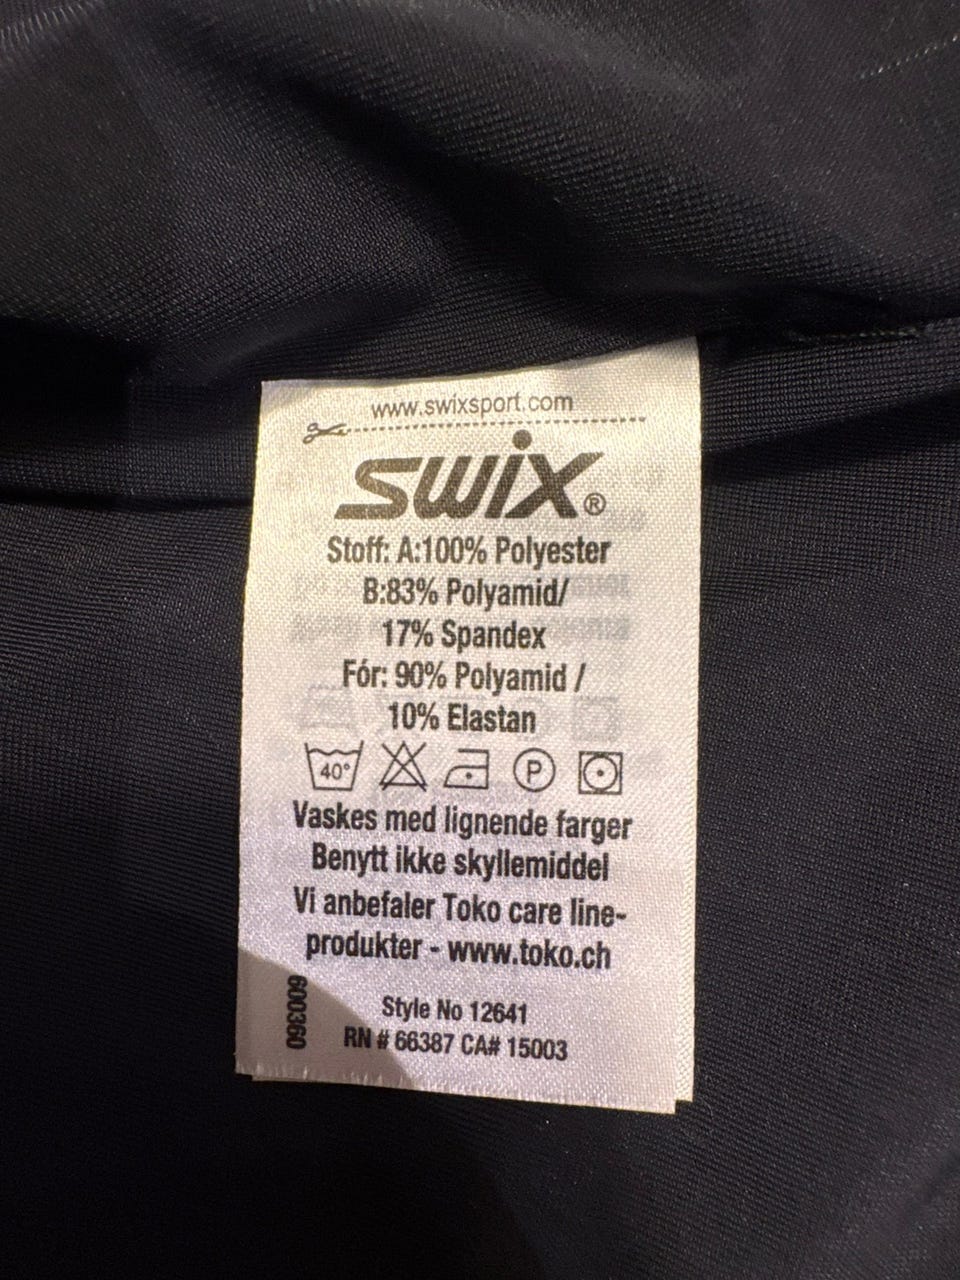 www.swixsport.com
swix®
Stoff: A:100% Polyester
B:83% Polyamid/
17% Spandex
Fór: 90% Polyamid /
10% Elastan
40° P
Vaskes med lignende farger
Benytt ikke skyllemiddel
Vi anbefaler Toko care line-
produkter - www.toko.ch
600360
Style No 12641
RN # 66387 CA# 15003